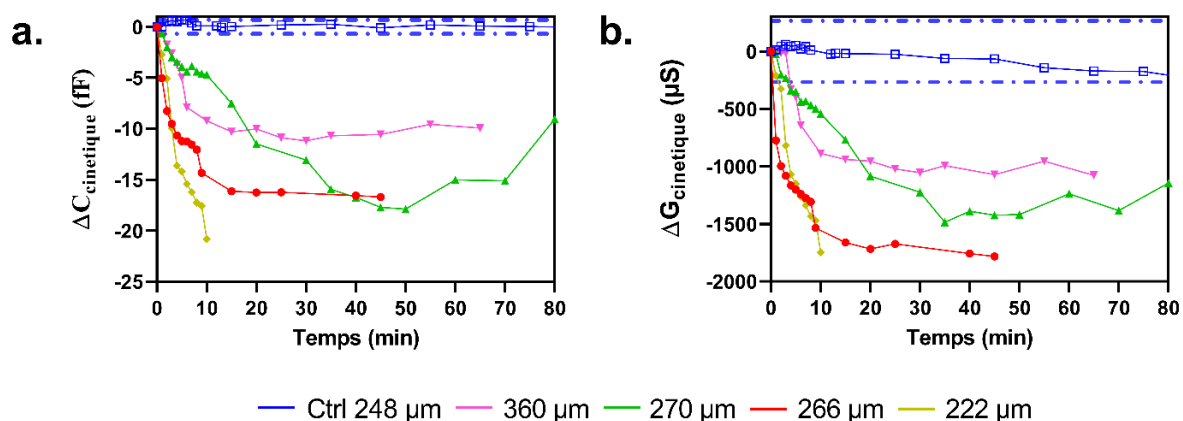 a.
ΔCcinetique (fF)
0
-5
-10
-15
-20
-25
0 10 20 30 40 50 60 70 80
Temps (min)
b.
ΔGcinetique (µS)
0
-500
-1000
-1500
-2000
0 10 20 30 40 50 60 70 80
Temps (min)
Ctrl 248 µm 360 µm 270 µm 266 µm 222 µm